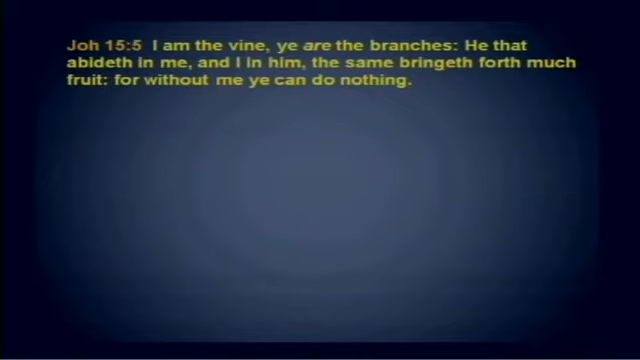 Joh 15:5 I am the vine, ye are the branches: He that
abideth in me, and I in him, the same bringeth forth much
fruit: for without me ye can do nothing.